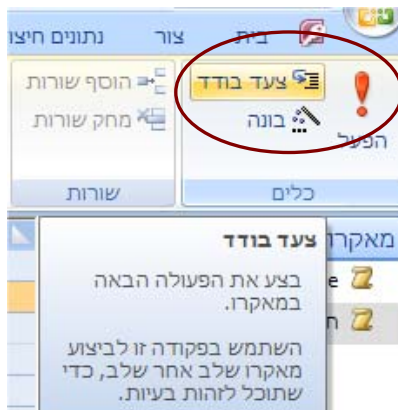 בית צור נתונים חיצו
הפעל
צעד בודד
בונה
כלים
הוסף שורות
מחק שורות
שורות
מאקרו
e
n
צעד בודד
בצע את הפעולה הבאה
במאקרו.
השתמש בפקודה זו לביצוע
מאקרו שלב אחר שלב, כדי
שתוכל לזהות בעיות.